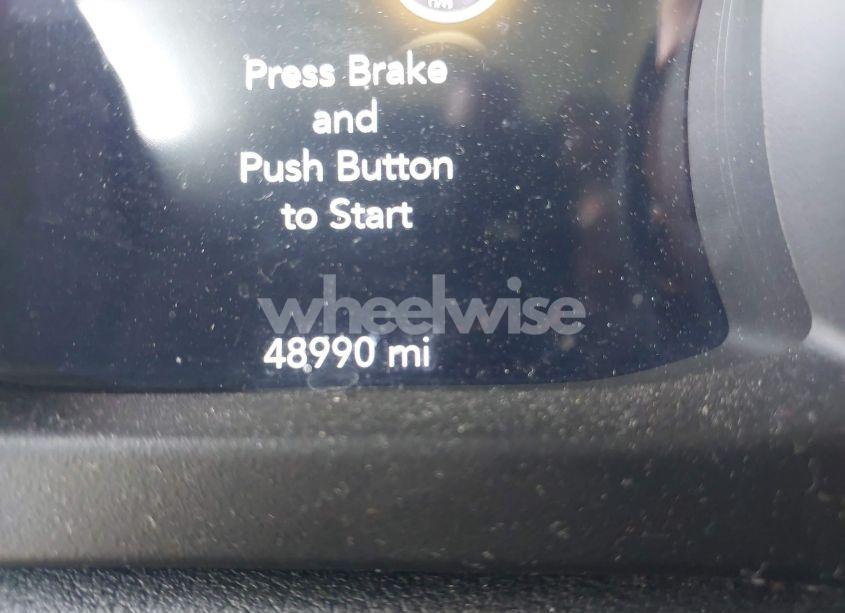 Press Brake
and
Push Button
to Start
wheelwise
48990 mi